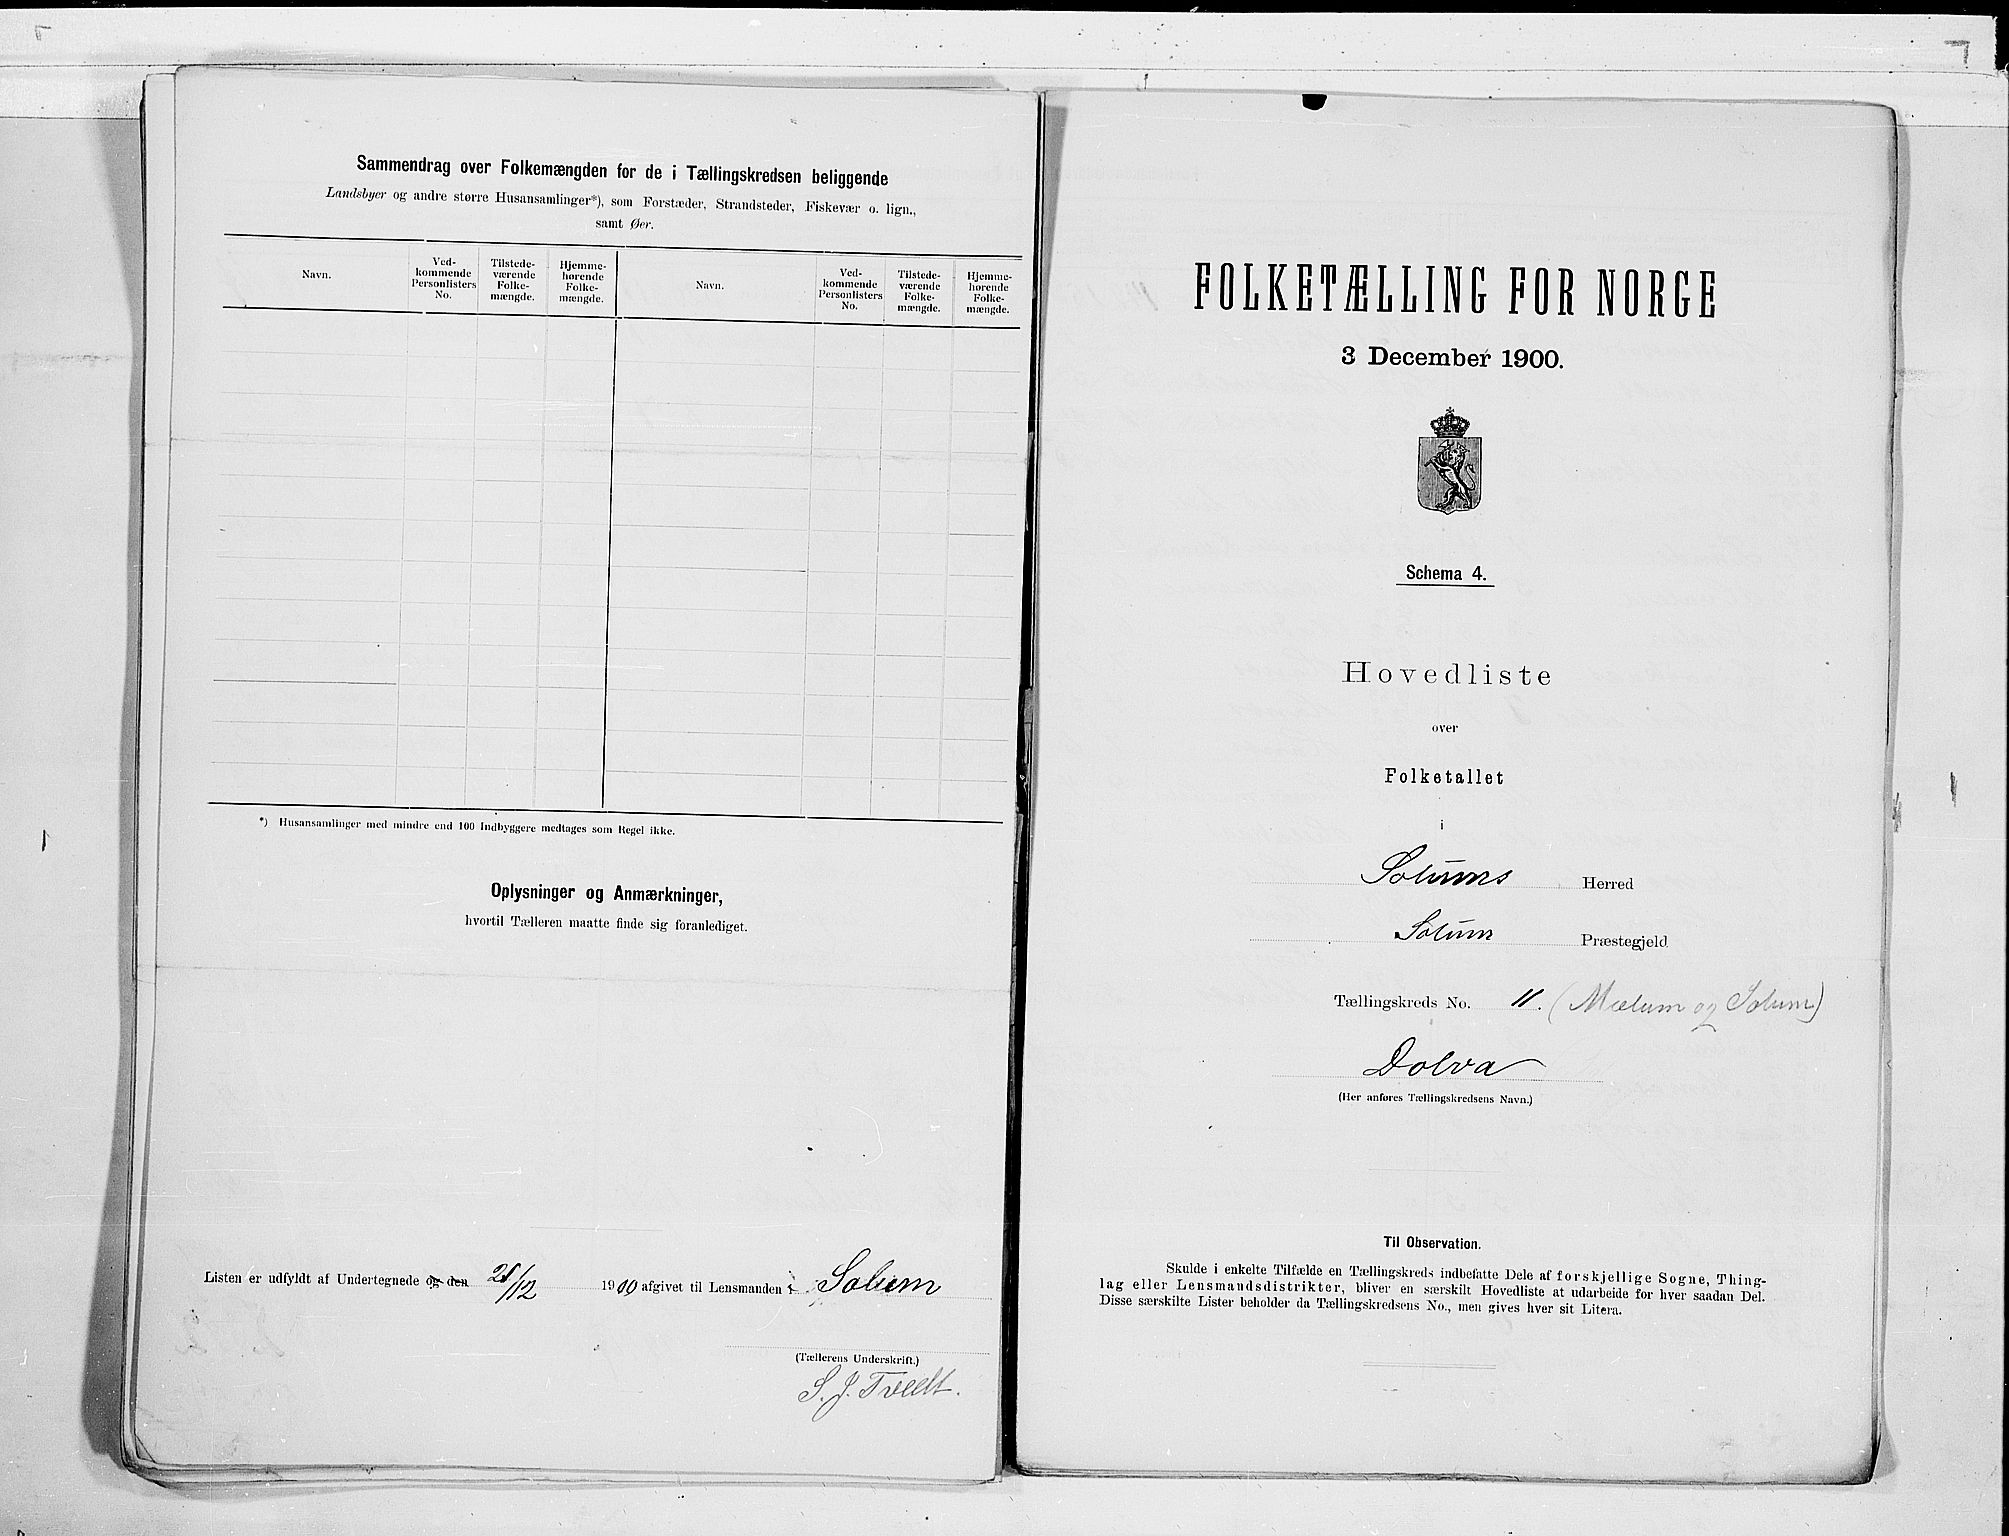 Sammendrag over Folkemængden for de i Tællingskredsen beliggende
Landsbyer og andre større Husansamlinger*), som Forstæder, Strandsteder, Fiskevær o. lign.,
samt Øer.
Navn.
Ved-
kommende
Personlisters
No.
Tilstede-
værende
Folke-
mængde.
Hjemme-
hørende
Folke-
mængde.
Navn.
Ved-
kommende
Personlisters
No.
Tilstede-
værende
Folke-
mængde.
Hjemme-
hørende
Folke-
mængde.
*) Husansamlinger med mindre end 100 Indbyggere medtages som Regel ikke.
Oplysninger og Anmærkninger,
hvortil Tælleren maatte finde sig foranlediget.
Listen er udfyldt af Undertegnede og den /12 1900 afgivet til Lensmanden i Solum
(Tællerens Underskrift.)
S. J. Tvedt.
FOLKETÆLLING FOR NORGE
3 December 1900.
Schema 4.
Hovedliste
over
Folketallet
i
Solums Herred
Solum Præstegjeld
Tællingskreds No. 11. (Mælum og Solum)
Dolva
(Her anføres Tællingskredsens Navn.)
Til Observation.
Skulde i enkelte Tilfælde en Tællingskreds indbefatte Dele af forskjellige Sogne, Thing-
lag eller Lensmandsdistrikter, bliver en særskilt Hovedliste at udarbeide for hver saadan Del.
Disse særskilte Lister beholder da Tællingskredsens No., men gives hver sit Litera.